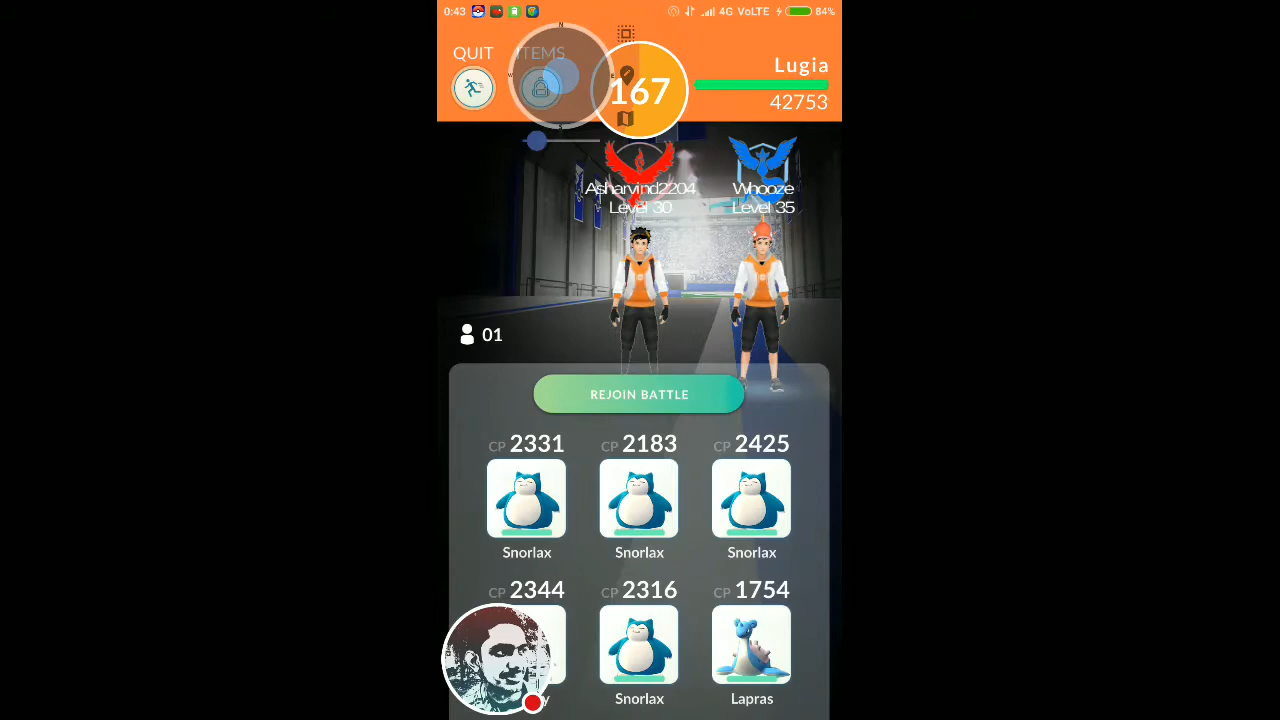 0:43 4G VoLTE 84%
QUIT ITEMS
167
Lugia
42753
Asharvind2204 Whooze
Level 30 Level 35
01
REJOIN BATTLE
CP 2331 CP 2183 CP 2425
Snorlax Snorlax Snorlax
CP 2344 CP 2316 CP 1754
Snorlax Lapras